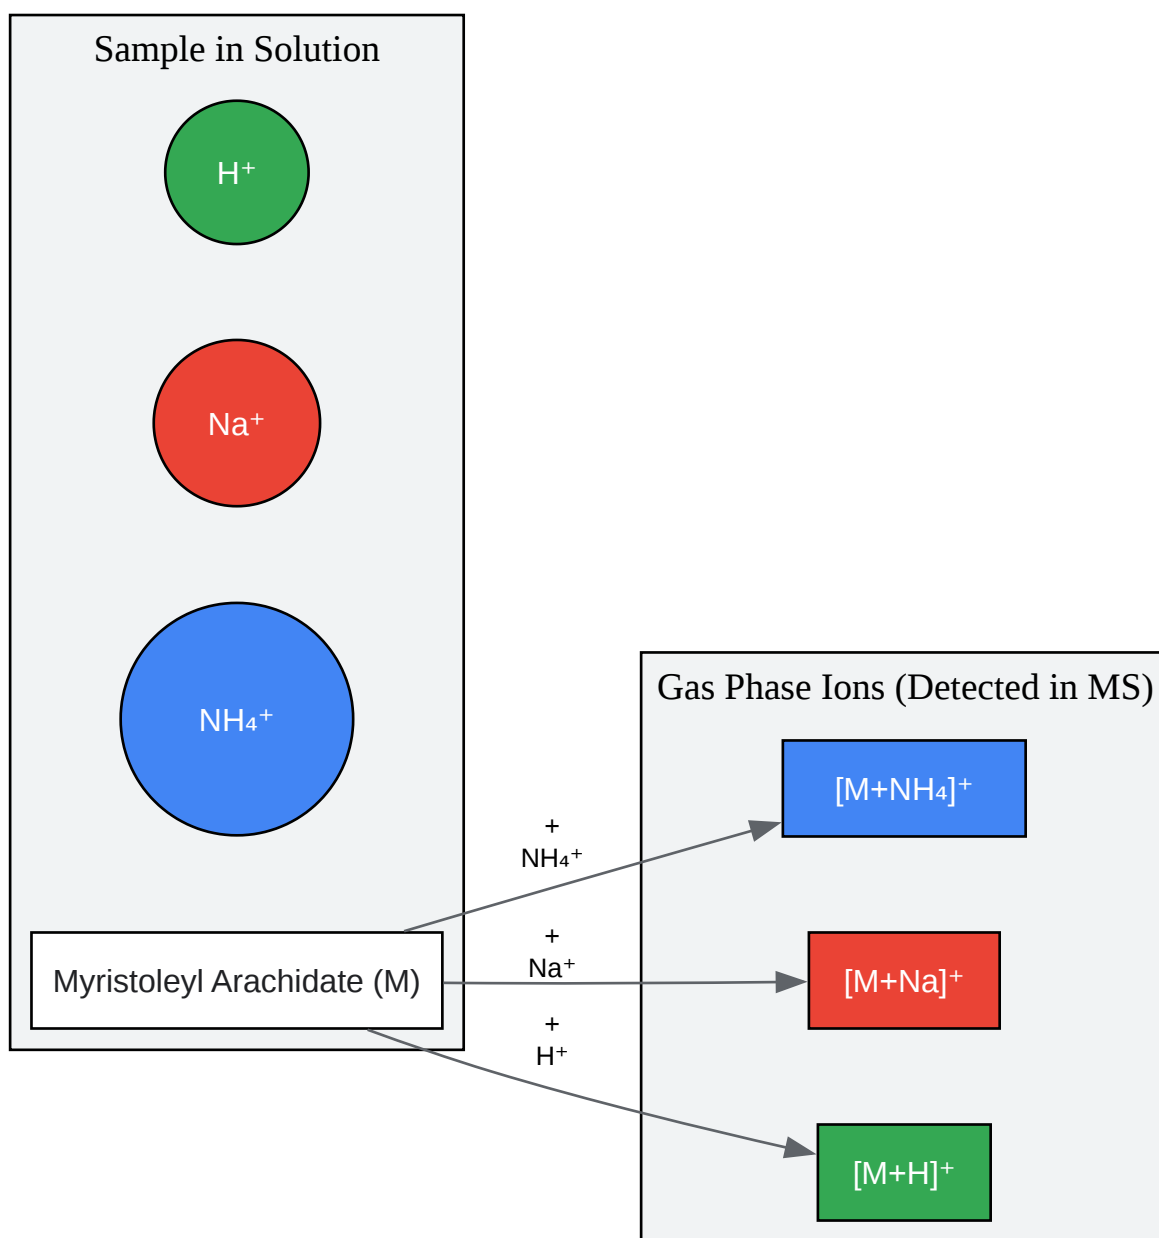 Sample in Solution
H⁺
Na⁺
NH₄⁺
Myristoleyl Arachidate (M)
+
NH₄⁺
+
Na⁺
+
H⁺
Gas Phase Ions (Detected in MS)
[M+NH₄]⁺
[M+Na]⁺
[M+H]⁺